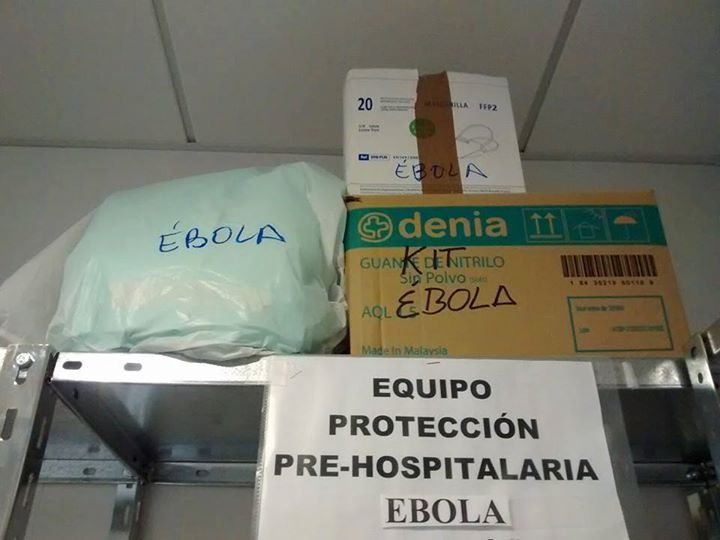 20
MASCARILLA FFP2
ÉBOLA
ÉBOLA
denia
GUANTE DE NITRILO
Sin Polvo
KIT
ÉBOLA
AQL
Made in Malaysia
EQUIPO
PROTECCIÓN
PRE-HOSPITALARIA
EBOLA